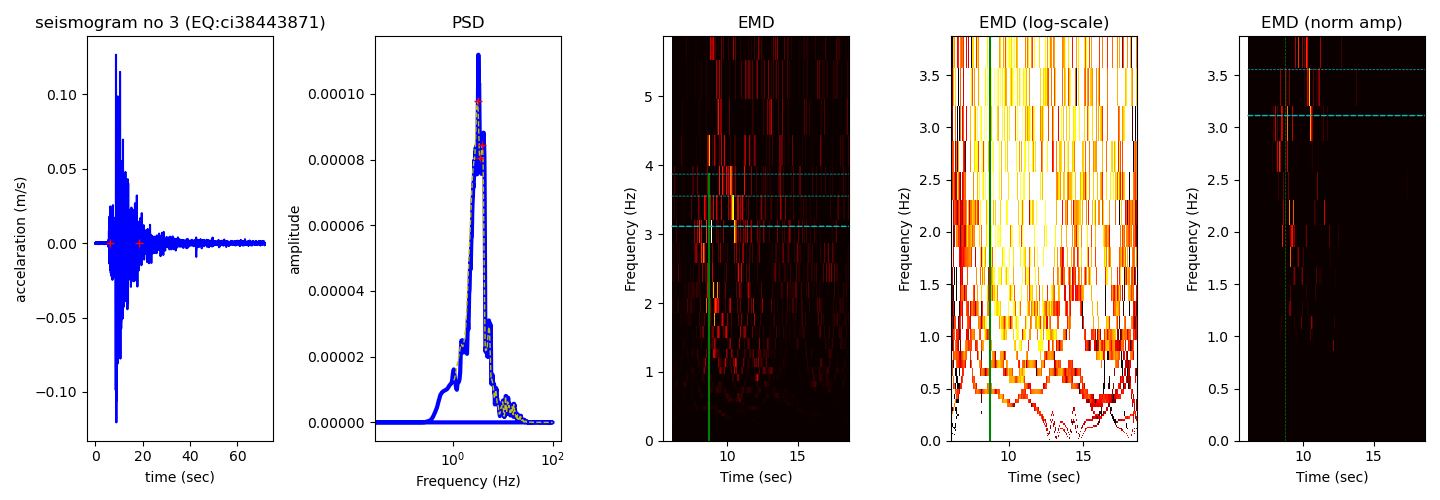 seismogram no 3 (EQ:ci38443871)
PSD
EMD
EMD (log-scale)
EMD (norm amp)
accelaration (m/s)
0.10
0.05
0.00
−0.05
−0.10
0 20 40 60
time (sec)
amplitude
0.00010
0.00008
0.00006
0.00004
0.00002
0.00000
10⁰ 10²
Frequency (Hz)
Frequency (Hz)
5
4
3
2
1
0
10 15
Time (sec)
Frequency (Hz)
3.5
3.0
2.5
2.0
1.5
1.0
0.5
0.0
10 15
Time (sec)
Frequency (Hz)
3.5
3.0
2.5
2.0
1.5
1.0
0.5
0.0
10 15
Time (sec)